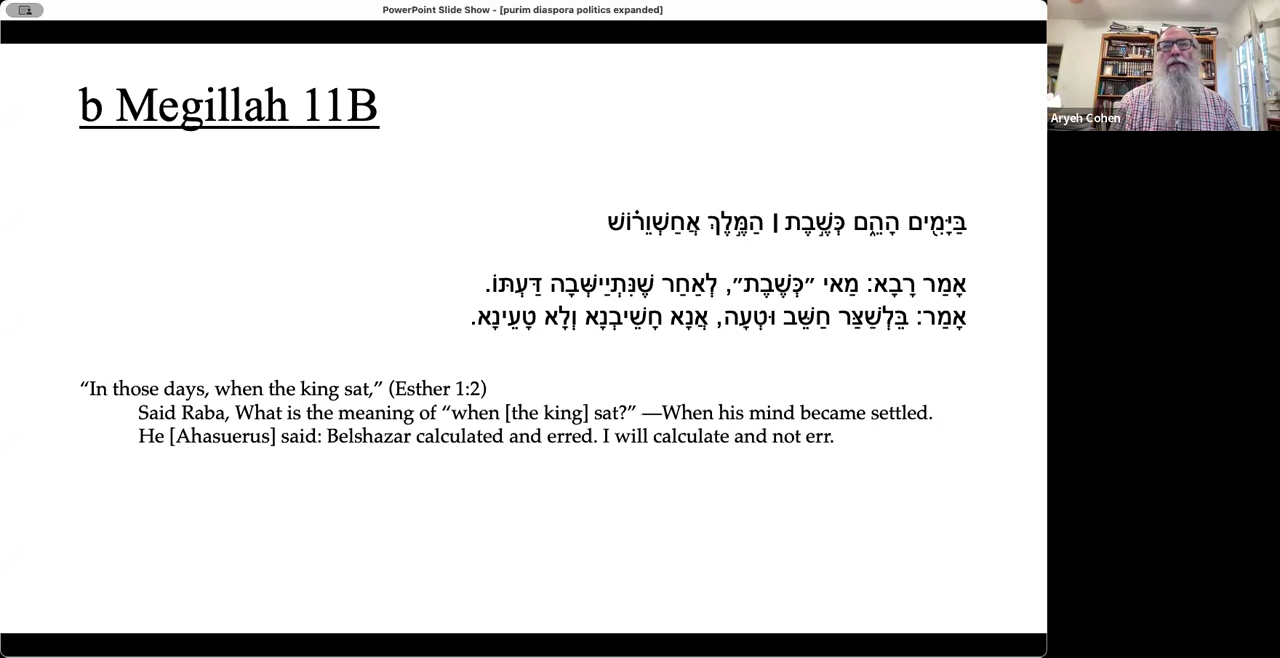 PowerPoint Slide Show - [purim diaspora politics expanded]
b Megillah 11B
בַּיָּמִ֖ים הָהֵ֑ם כְּשֶׁ֣בֶת ׀ הַמֶּ֣לֶךְ אֲחַשְׁוֵר֗וֹשׁ
אָמַר רָבָא: מַאי ״כְּשֶׁבֶת״, לְאַחַר שֶׁנִּתְיַישְּׁבָה דַּעְתּוֹ.
אָמַר: בֵּלְשַׁצַּר חַשֵּׁב וּטְעָה, אֲנָא חָשֵׁיבְנָא וְלָא טָעֵינָא.
“In those days, when the king sat,” (Esther 1:2)
Said Raba, What is the meaning of “when [the king] sat?” —When his mind became settled.
He [Ahasuerus] said: Belshazar calculated and erred. I will calculate and not err.
Aryeh Cohen